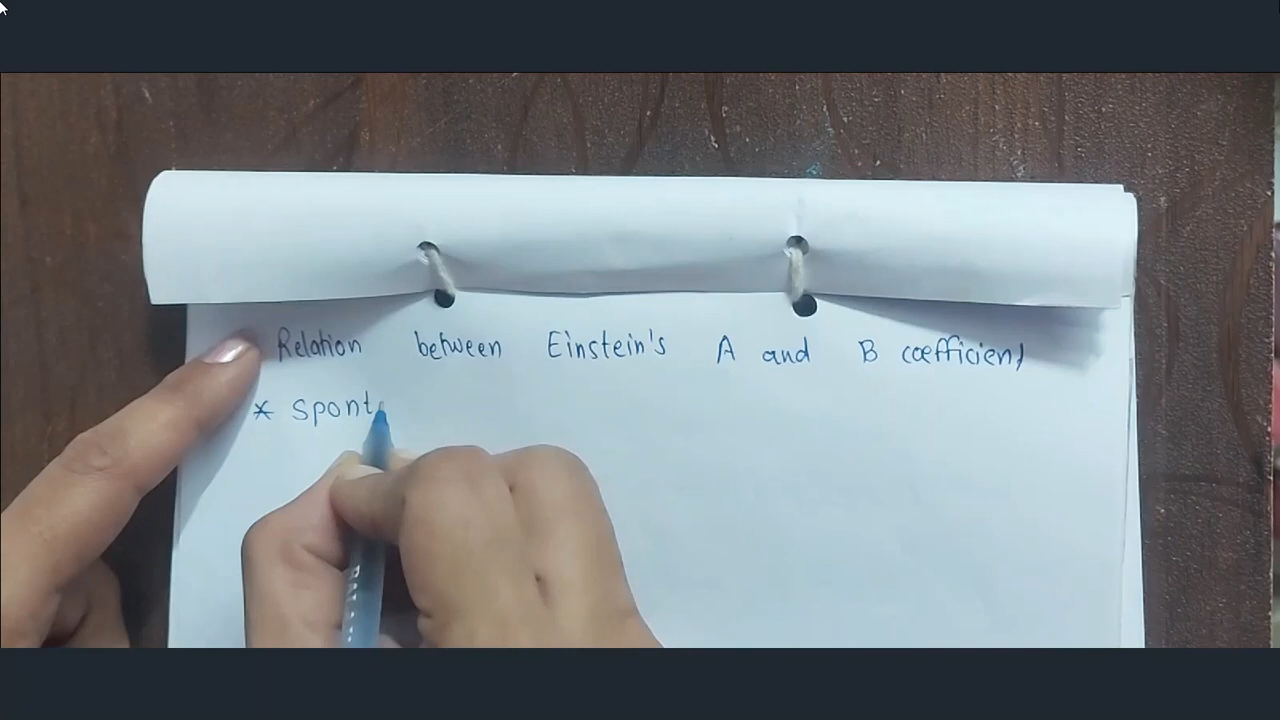 Relation between Einstein's A and B coefficient
* spont